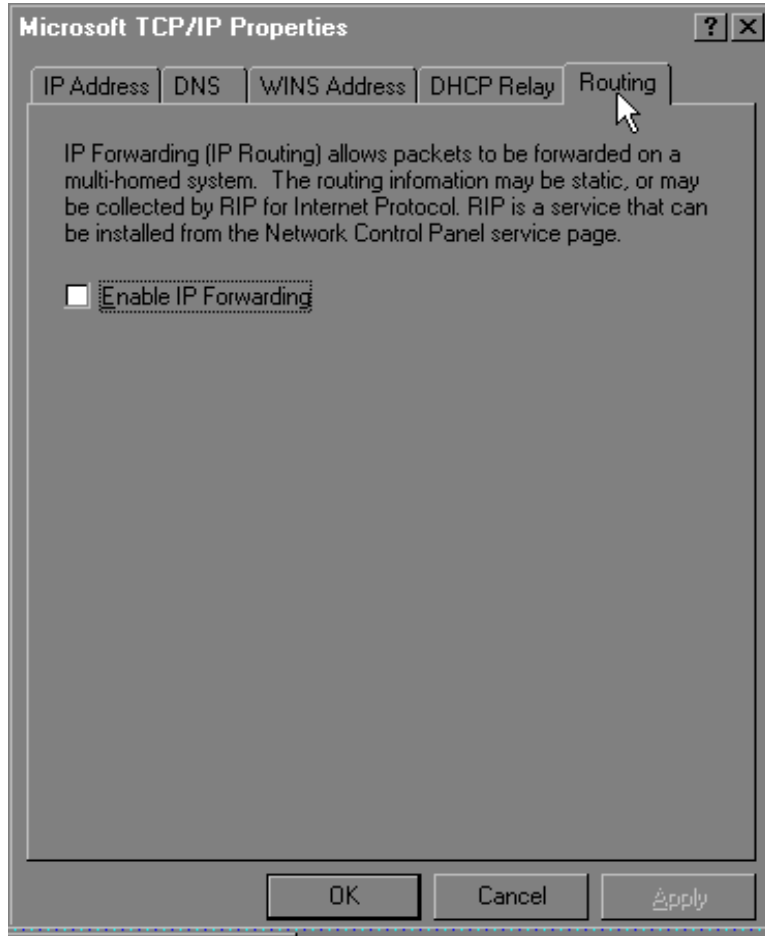 Microsoft TCP/IP Properties
IP Address DNS WINS Address DHCP Relay Routing
IP Forwarding (IP Routing) allows packets to be forwarded on a
multi-homed system. The routing infomation may be static, or may
be collected by RIP for Internet Protocol. RIP is a service that can
be installed from the Network Control Panel service page.
Enable IP Forwarding
OK Cancel Apply